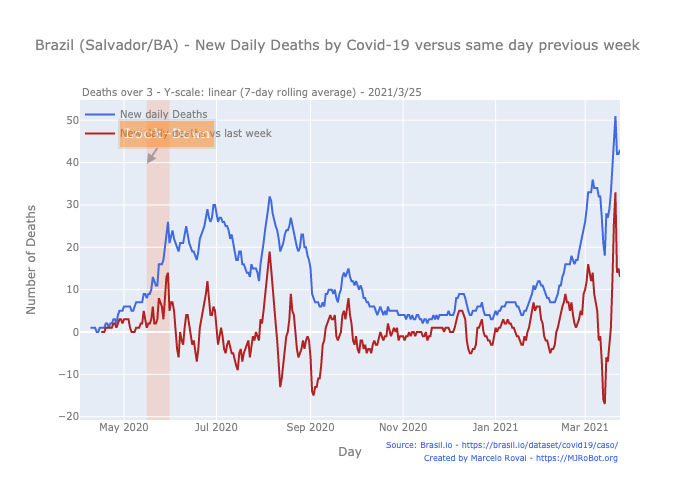 Brazil (Salvador/BA) - New Daily Deaths by Covid-19 versus same day previous week
Deaths over 3 - Y-scale: linear (7-day rolling average) - 2021/3/25
New daily Deaths
New daily Deaths vs last week
Number of Deaths
50
40
30
20
10
0
−10
−20
May 2020
Jul 2020
Sep 2020
Nov 2020
Jan 2021
Mar 2021
Day
Source: Brasil.io - https://brasil.io/dataset/covid19/caso/
Created by Marcelo Rovai - https://MJRoBot.org